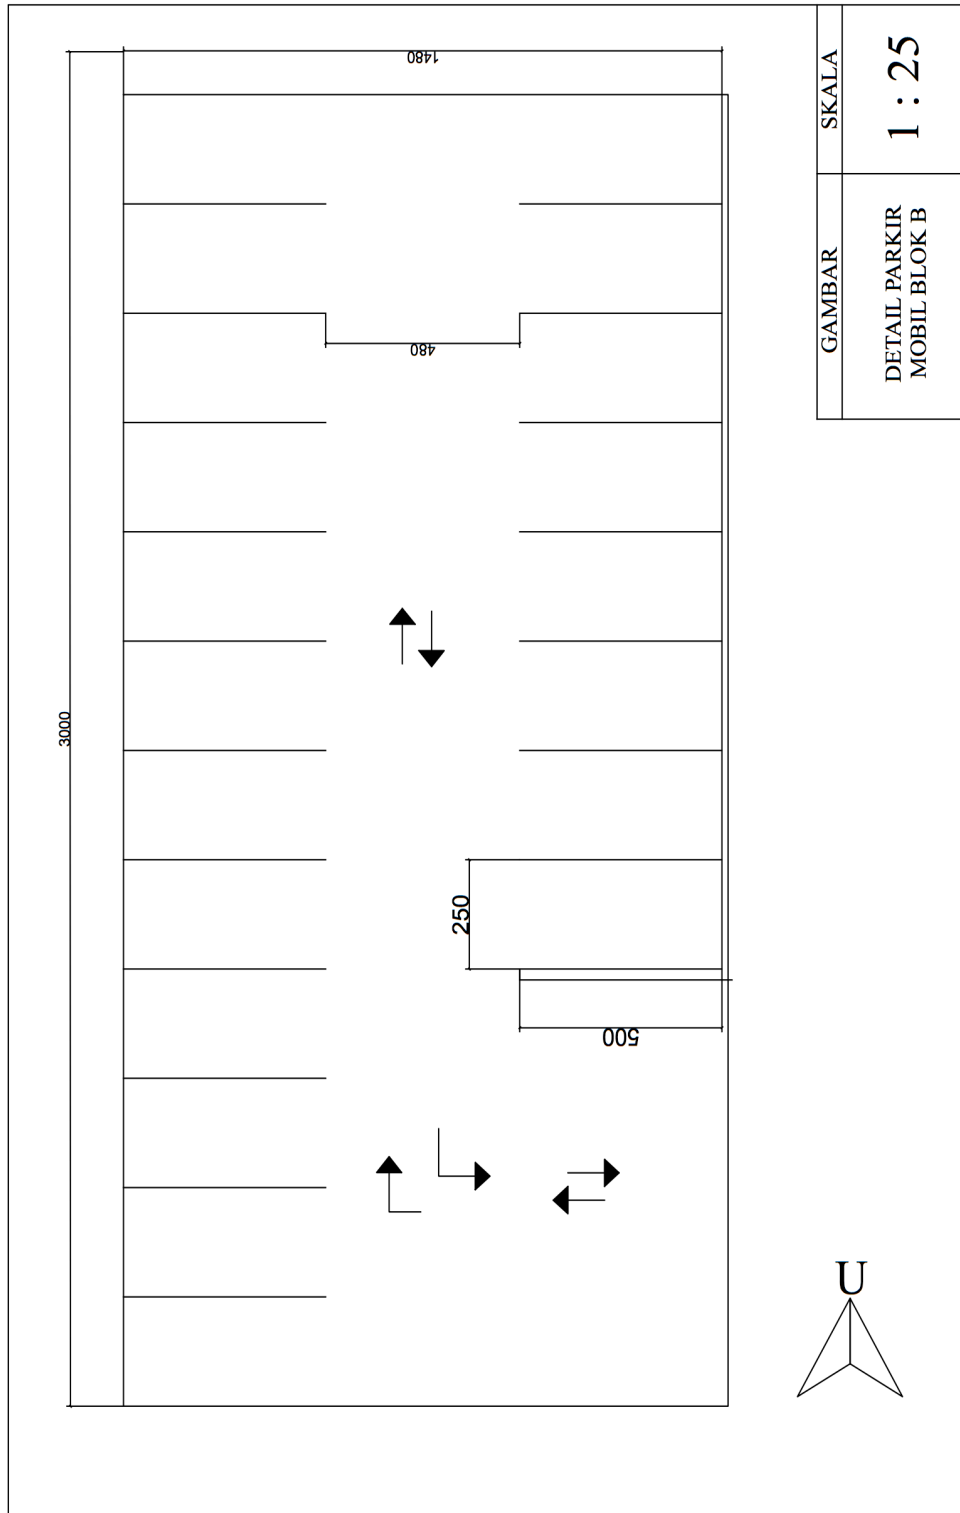 1480
SKALA
1 : 25
GAMBAR
DETAIL PARKIR
MOBIL BLOK B
480
3000
250
500
U